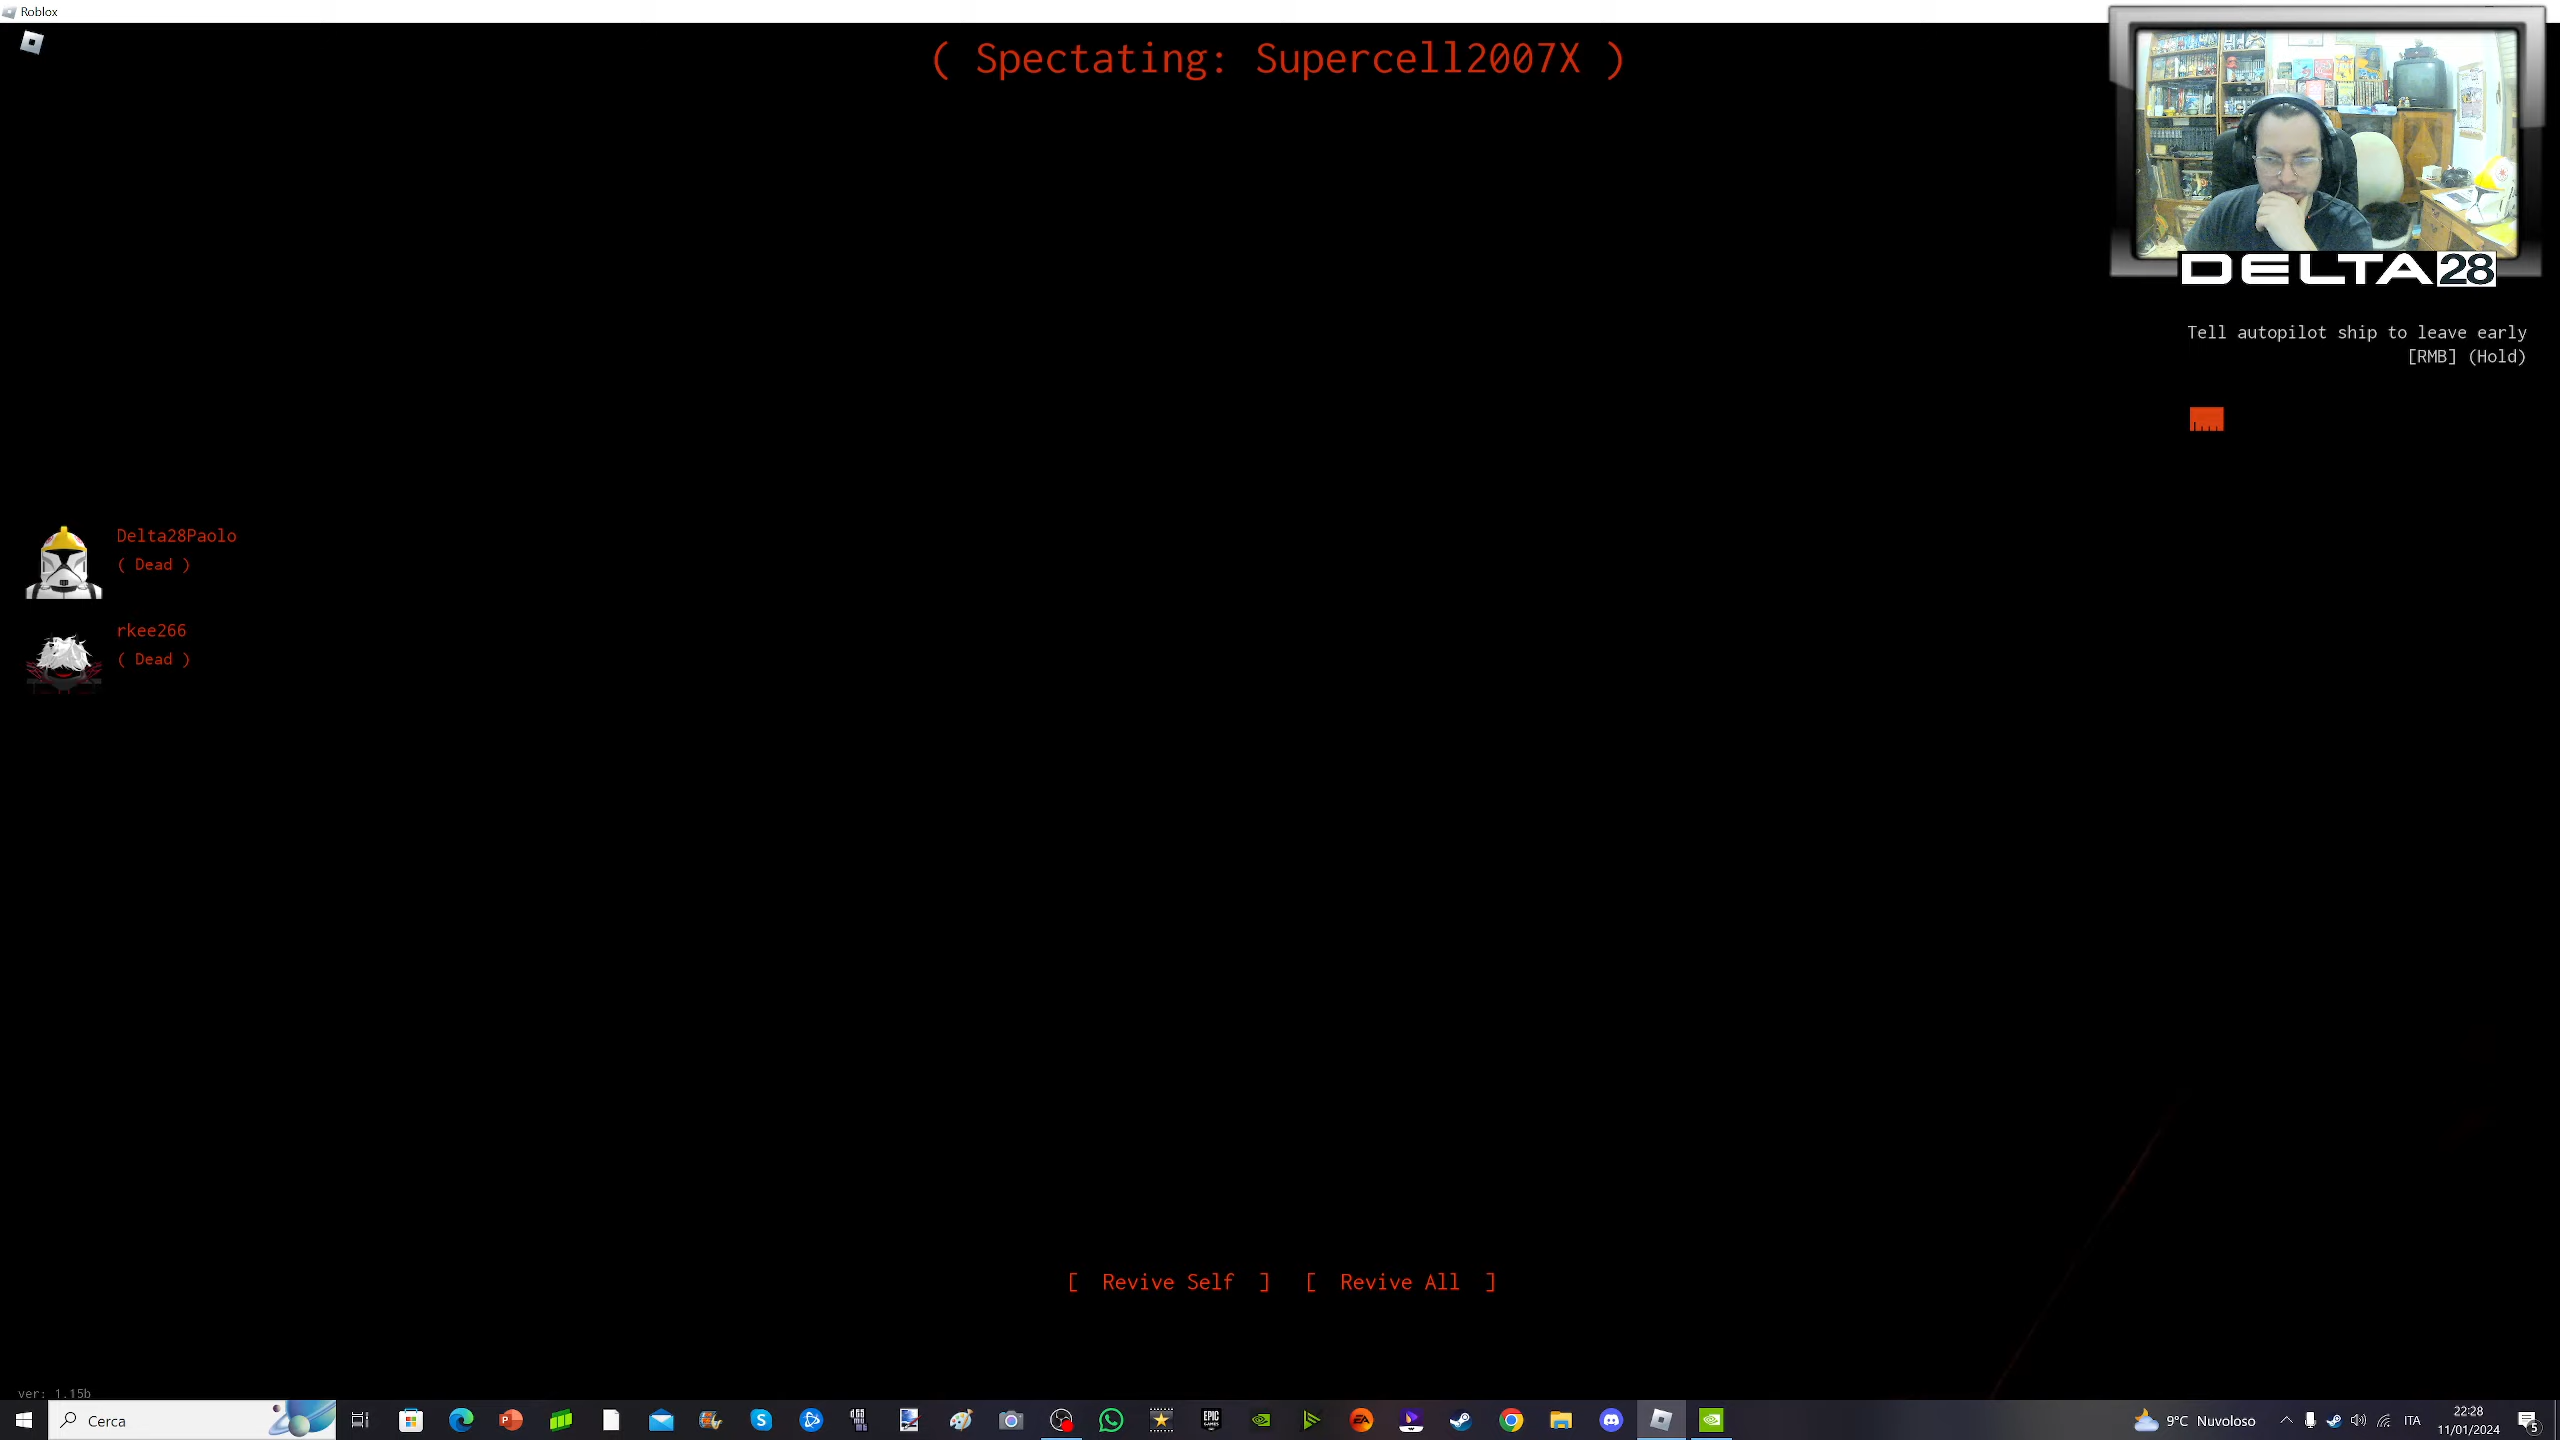 Roblox
( Spectating: Supercell2007X )
DELTA28
Tell autopilot ship to leave early
[RMB] (Hold)
Delta28Paolo
( Dead )
rkee266
( Dead )
[ Revive Self ] [ Revive All ]
ver: 1.15b
Cerca
9°C Nuvoloso
ITA
22:28
11/01/2024
5